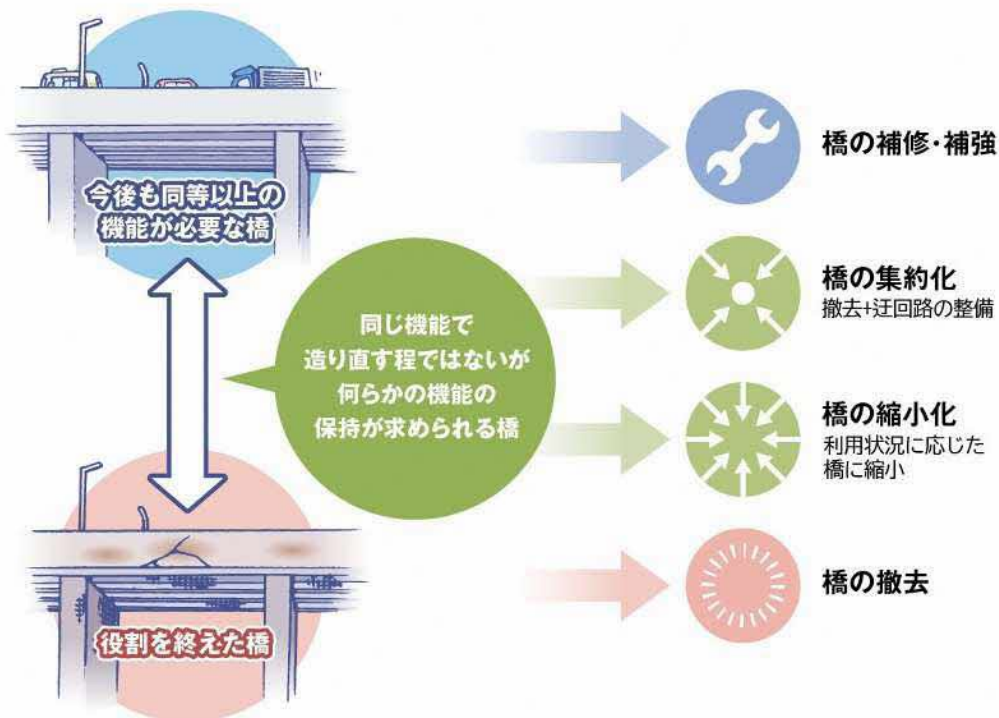 今後も同等以上の
機能が必要な橋
同じ機能で
造り直す程ではないが
何らかの機能の
保持が求められる橋
役割を終えた橋
橋の補修・補強
橋の集約化
撤去+迂回路の整備
橋の縮小化
利用状況に応じた
橋に縮小
橋の撤去